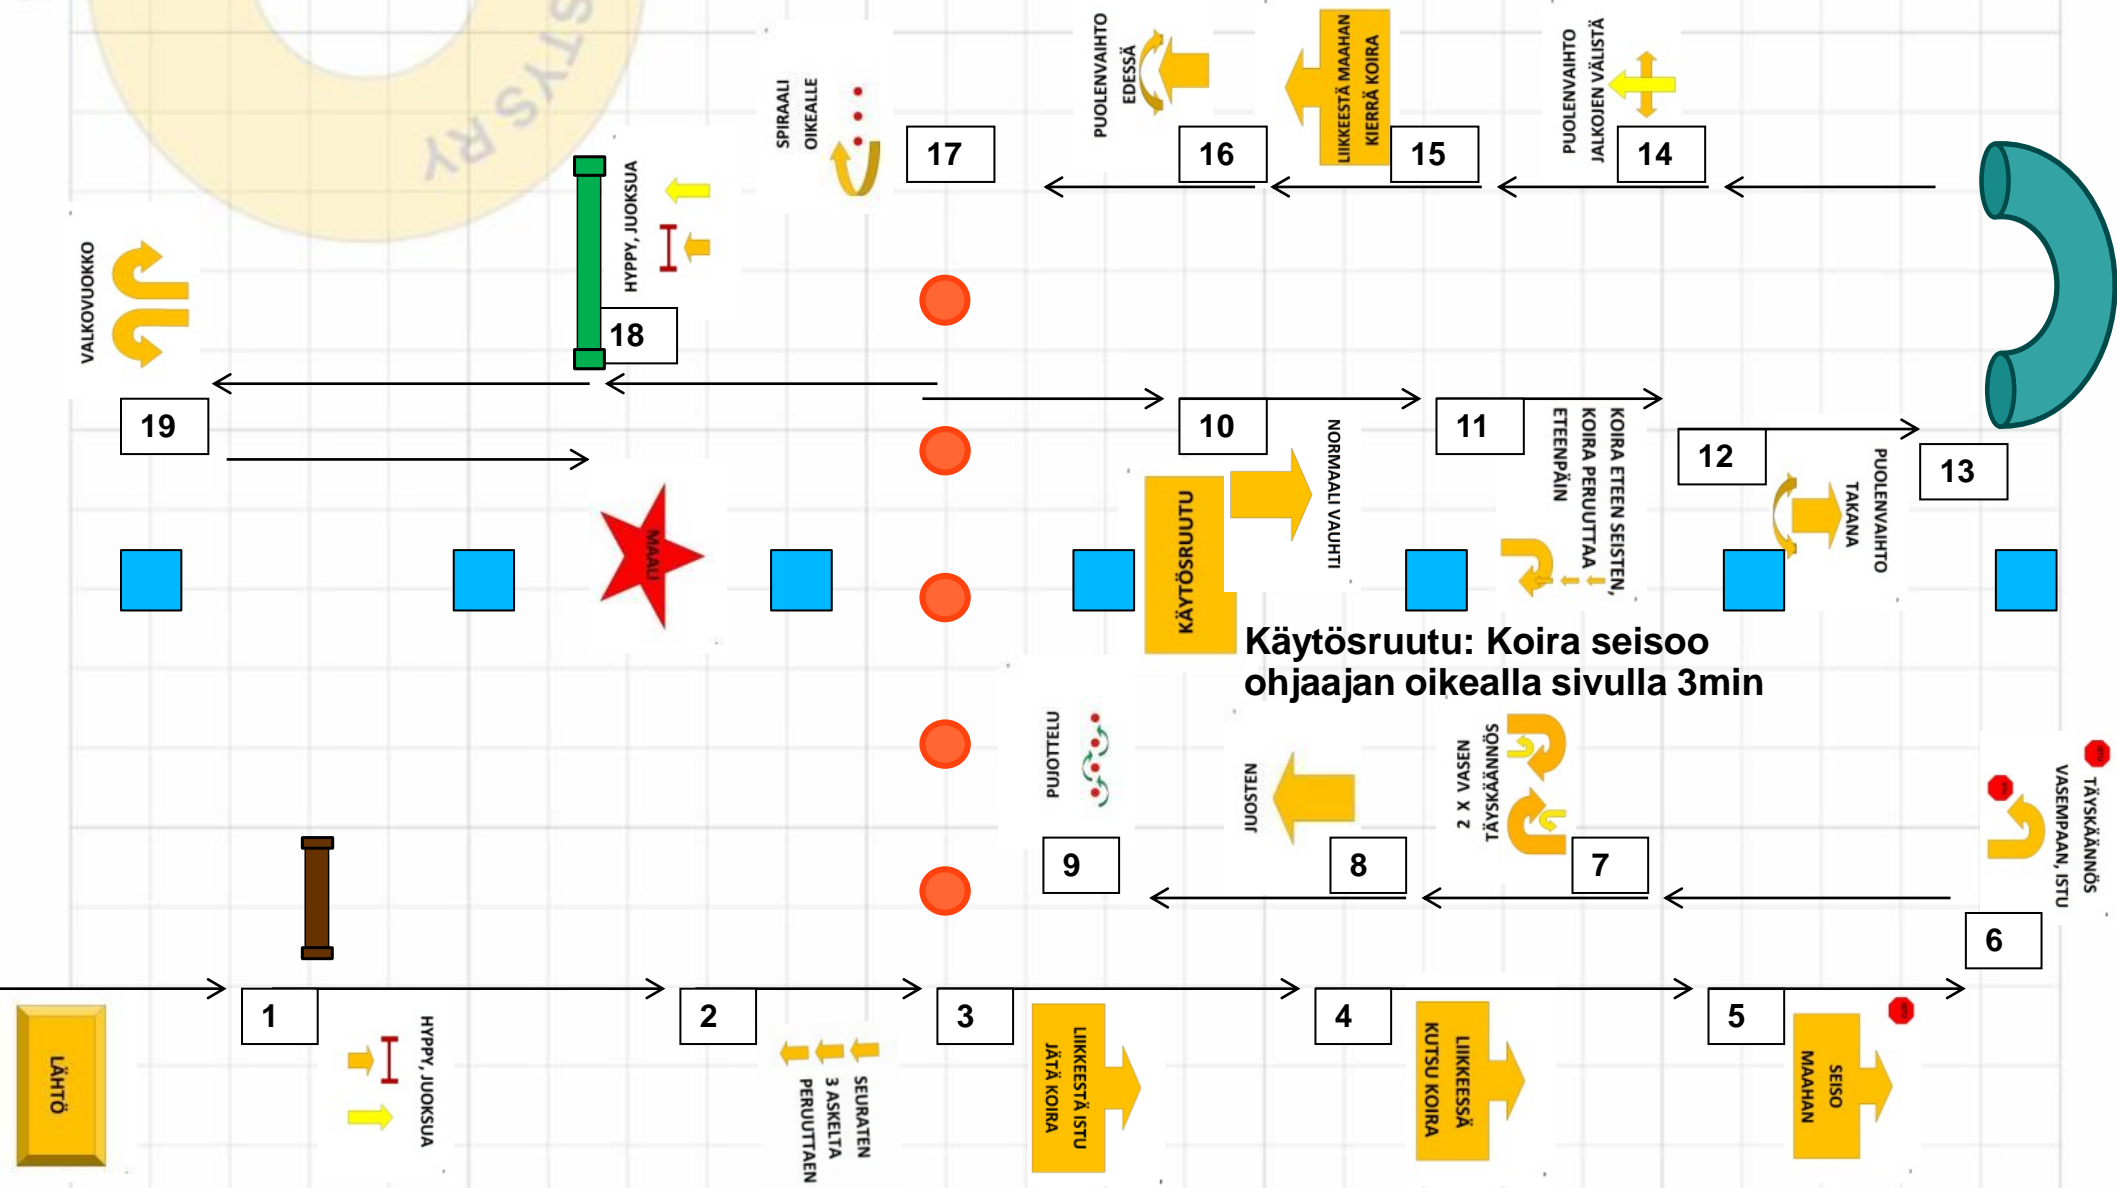 STYS RY
PUOLENVAIHTO
EDESSÄ
LIIKKEESTÄ MAAHAN
KIERRÄ KOIRA
PUOLENVAIHTO
JALKOJEN VÄLISTÄ
SPIRAALI
OIKEALLE
17
16
15
14
HYPPY, JUOKSUA
18
VALKOVUOKKO
19
10
NORMAALI VAUHTI
11
KOIRA ETEEN SEISTEN,
KOIRA PERUUTTAA
ETEENPÄIN
12
PUOLENVAIHTO
TAKANA
13
MAALI
KÄYTÖSRUUTU
Käytösruutu: Koira seisoo
ohjaajan oikealla sivulla 3min
PUJOTTELU
9
JUOSTEN
8
2 X VASEN
TÄYSKÄÄNNÖS
7
TÄYSKÄÄNNÖS
VASEMPAAN, ISTU
6
LÄHTÖ
1
HYPPY, JUOKSUA
2
SEURATEN
3 ASKELTA
PERUUTTAEN
3
LIIKKEESTÄ ISTU
JÄTÄ KOIRA
4
LIIKKEESSÄ
KUTSU KOIRA
5
SEISO
MAAHAN